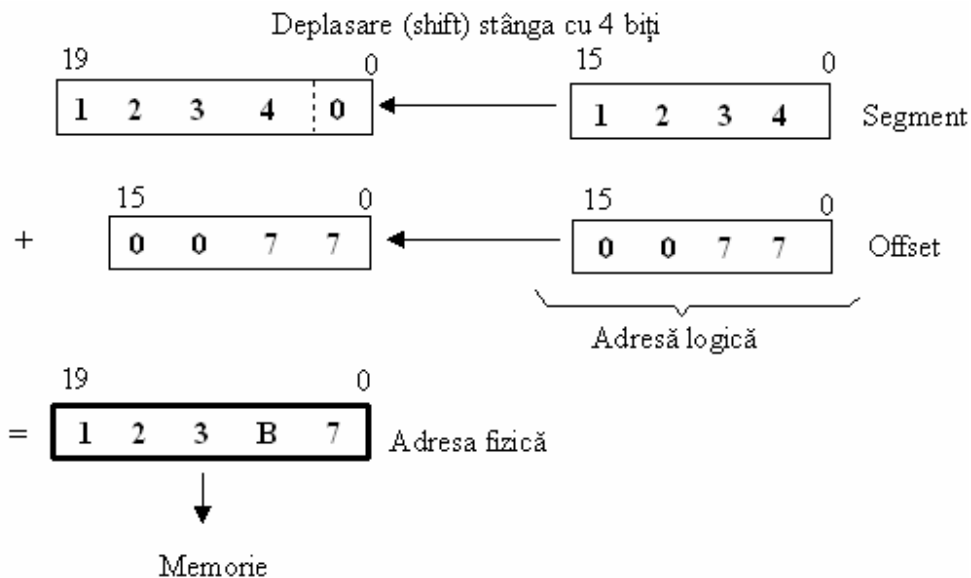 Deplasare (shift) stânga cu 4 biți
19 0 15 0
1 2 3 4 0 1 2 3 4 Segment
15 0 15 0
+ 0 0 7 7 0 0 7 7 Offset
Adresă logică
19 0
= 1 2 3 B 7 Adresa fizică
Memorie